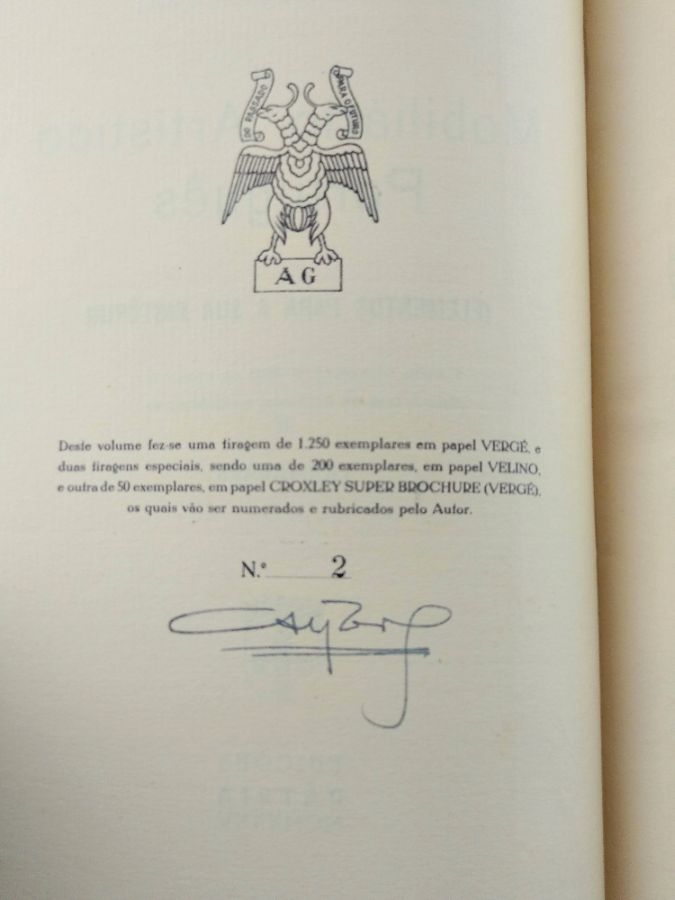 DO PASSADO
PARA O FUTURO
AG
Deste volume fez-se uma tiragem de 1.250 exemplares em papel VERGÉ, e
duas tiragens especiais, sendo uma de 200 exemplares, em papel VELINO,
e outra de 50 exemplares, em papel CROXLEY SUPER BROCHURE (VERGÉ),
os quais vão ser numerados e rubricados pelo Autor.
N.º 2